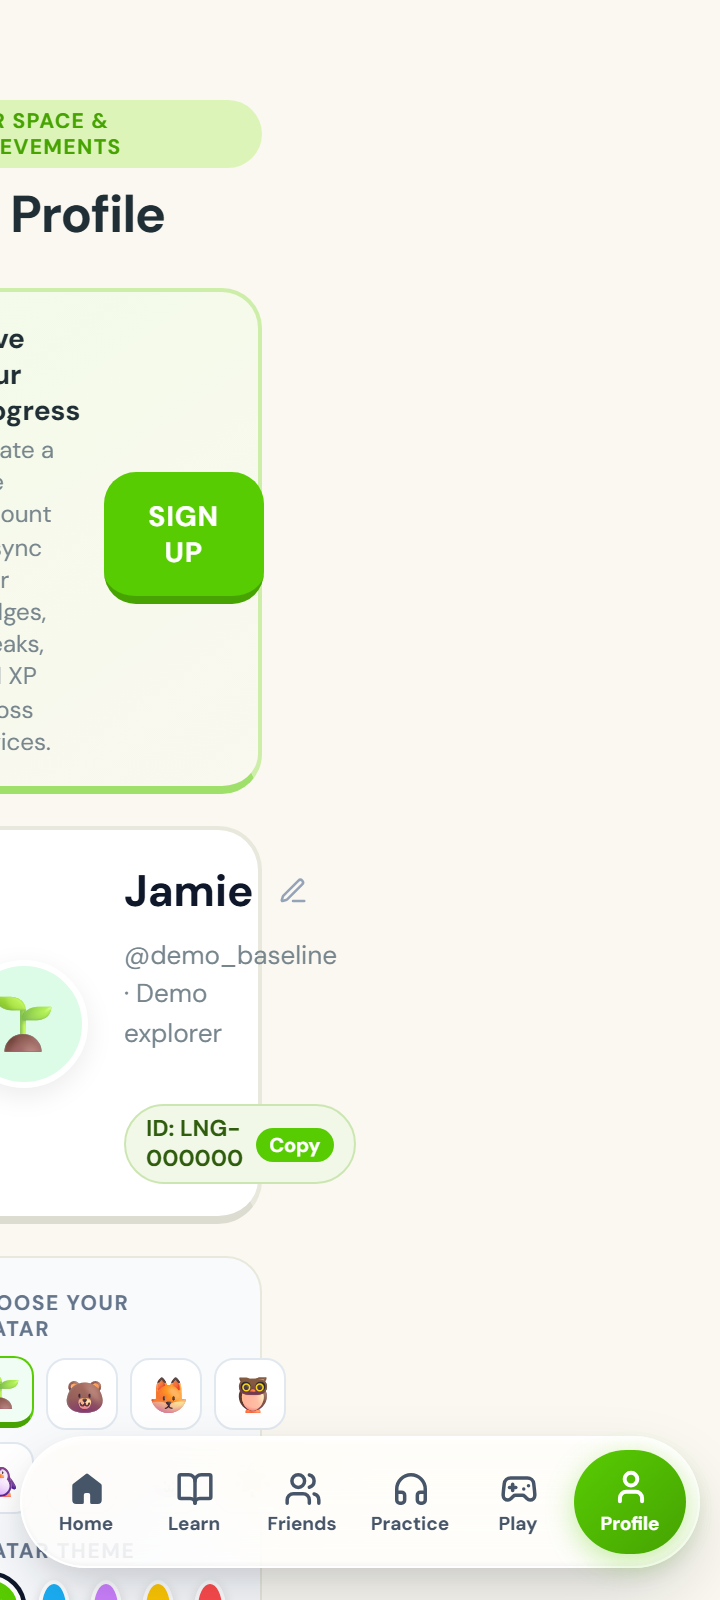 R SPACE &
EVEMENTS
Profile
ve
ur
ogress
ate a
e
ount
sync
r
lges,
eaks,
l XP
oss
ices.
SIGN
UP
Jamie
@demo_baseline
· Demo
explorer
ID: LNG-
000000
Copy
OOSE YOUR
ATAR
Home
Learn
Friends
Practice
Play
Profile
ATAR THEME